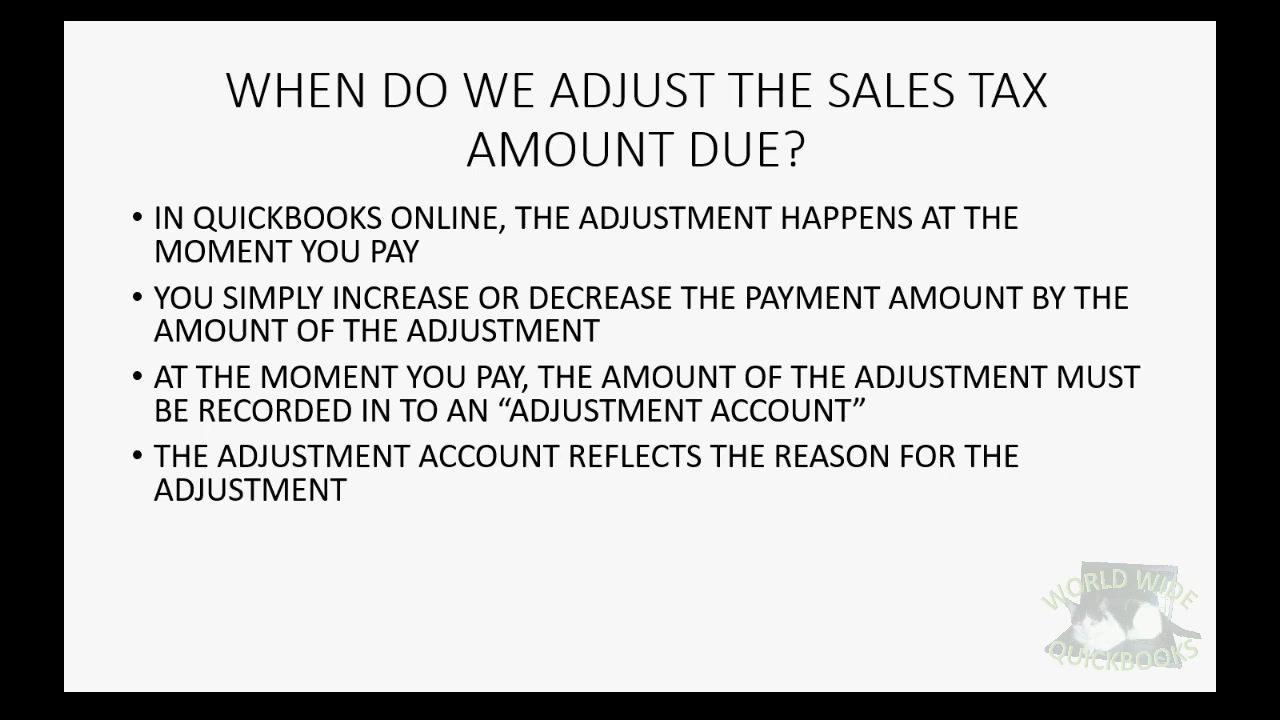 WHEN DO WE ADJUST THE SALES TAX
AMOUNT DUE?
• IN QUICKBOOKS ONLINE, THE ADJUSTMENT HAPPENS AT THE
MOMENT YOU PAY
• YOU SIMPLY INCREASE OR DECREASE THE PAYMENT AMOUNT BY THE
AMOUNT OF THE ADJUSTMENT
• AT THE MOMENT YOU PAY, THE AMOUNT OF THE ADJUSTMENT MUST
BE RECORDED IN TO AN “ADJUSTMENT ACCOUNT”
• THE ADJUSTMENT ACCOUNT REFLECTS THE REASON FOR THE
ADJUSTMENT
WORLD WIDE
QUICKBOOKS